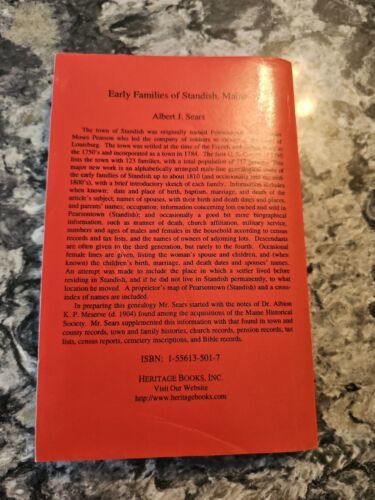 Early Families of Standish, Maine
Albert J. Sears
The town of Standish was originally named Pearsontown
Moses Pearson who led the company of soldiers to
Louisburg. The town was settled at the time of the French
the 1750's and incorporated as a town in 1784. The first U.S.
lists the town with 123 families, with a total population of 717
major new work is an alphabetically arranged male-line genealogical
the early families of Standish up to about 1810 (and occasionally into the mid-
1800's), with a brief introductory sketch of each family. Information includes
when known: date and place of birth, baptism, marriage, and death of the
article's subject; names of spouses, with their birth and death dates and places,
and parents' names; occupation; information concerning lots owned and sold in
Pearsontown (Standish); and occasionally a good bit more biographical
information, such as manner of death, church affiliation, military service,
numbers and ages of males and females in the household according to census
records and tax lists, and the names of owners of adjoining lots. Descendants
are often given to the third generation, but rarely to the fourth. Occasional
female lines are given, listing the woman's spouse and children, and (when
known) the children's birth, marriage, and death dates and spouses' names.
An attempt was made to include the place in which a settler lived before
residing in Standish, and if he did not live in Standish permanently, to what
location he moved. A proprietor's map of Pearsontown (Standish) and a cross-
index of names are included.
In preparing this genealogy Mr. Sears started with the notes of Dr. Albion
K. P. Meserve (d. 1904) found among the acquisitions of the Maine Historical
Society. Mr. Sears supplemented this information with that found in town and
county records, town and family histories, church records, pension records, tax
lists, census reports, cemetery inscriptions, and Bible records.
ISBN: 1-55613-501-7
HERITAGE BOOKS, INC.
Visit Our Website
http://www.heritagebooks.com